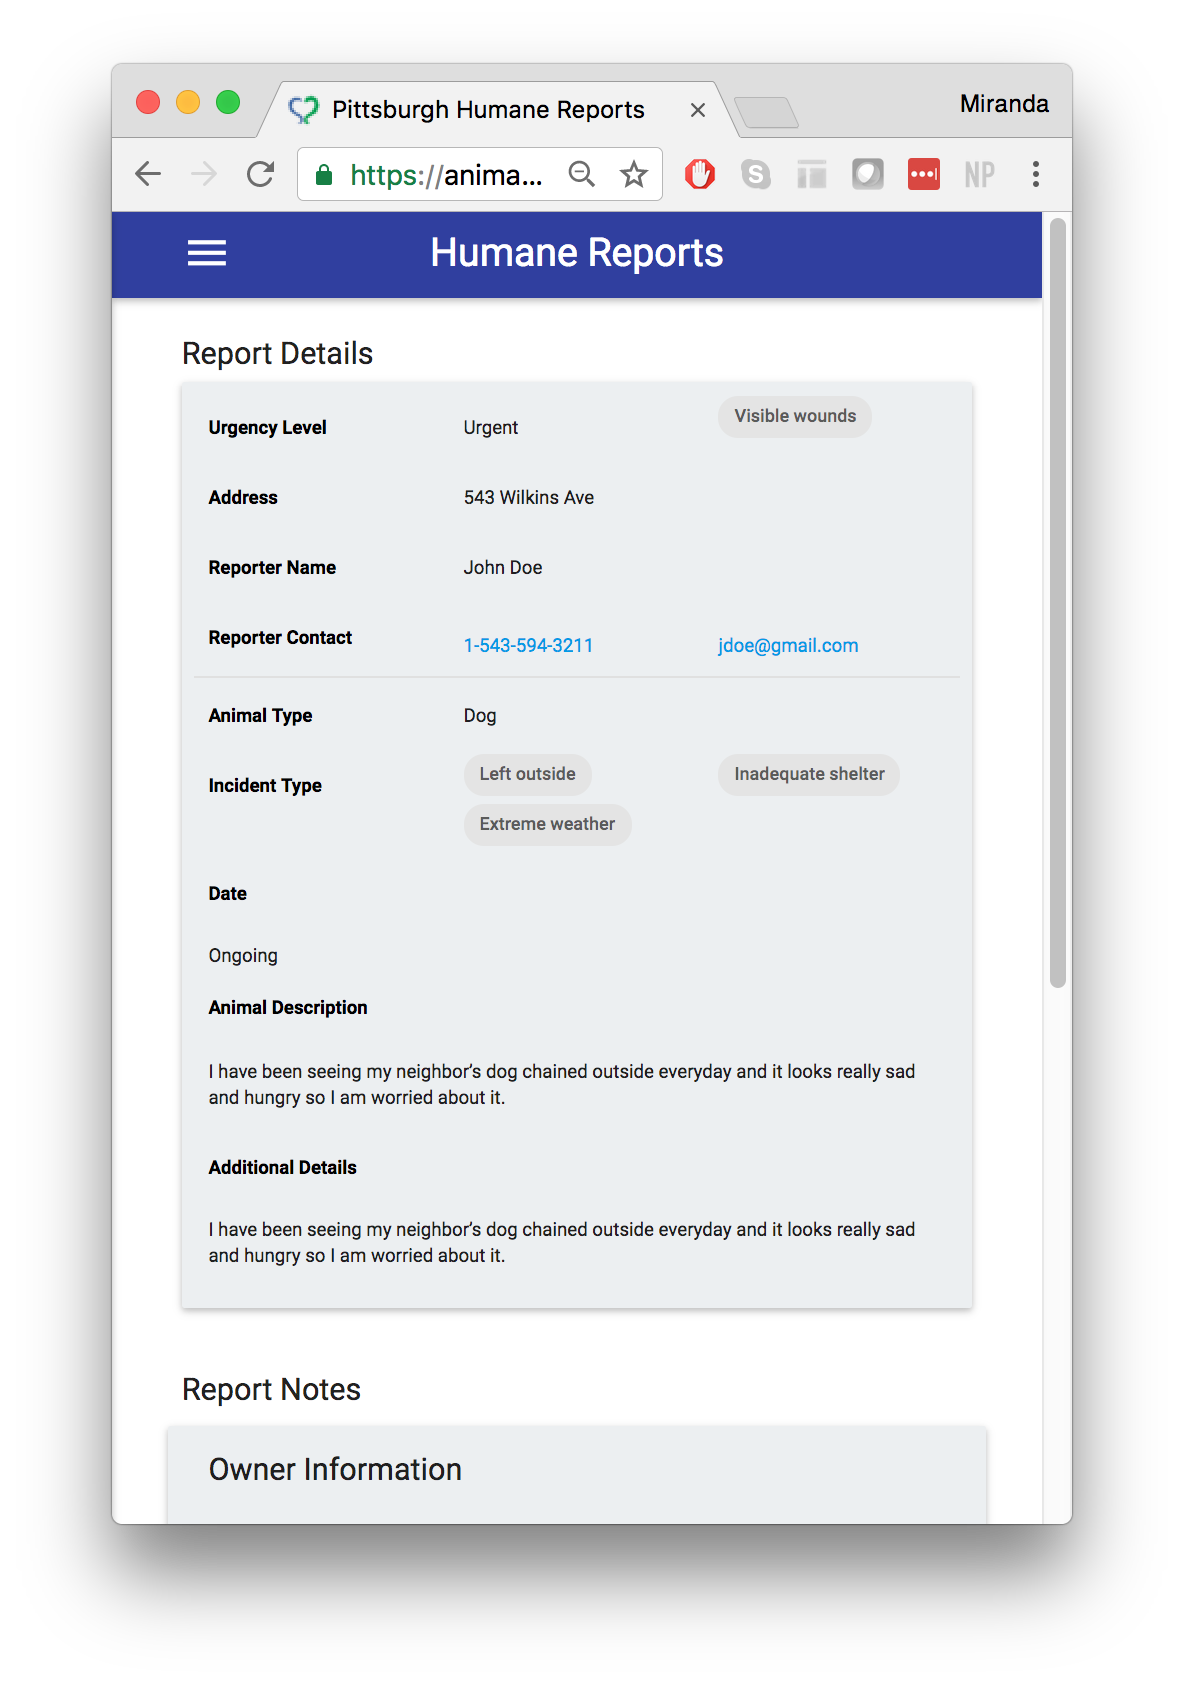 Pittsburgh Humane Reports
Miranda
https://anima...
S
NP
Humane Reports
Report Details
Urgency Level Urgent Visible wounds
Address 543 Wilkins Ave
Reporter Name John Doe
Reporter Contact 1-543-594-3211 jdoe@gmail.com
Animal Type Dog
Incident Type Left outside Inadequate shelter
Extreme weather
Date
Ongoing
Animal Description
I have been seeing my neighbor’s dog chained outside everyday and it looks really sad
and hungry so I am worried about it.
Additional Details
I have been seeing my neighbor’s dog chained outside everyday and it looks really sad
and hungry so I am worried about it.
Report Notes
Owner Information